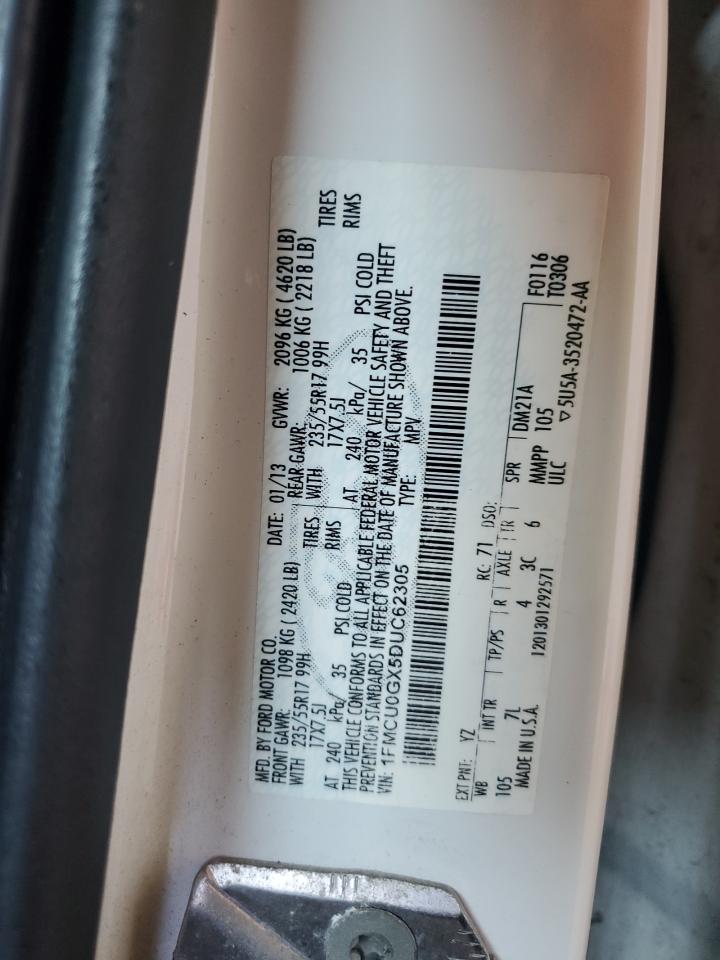 MFD. BY FORD MOTOR CO. DATE: 01/13 GVWR: 2096 KG ( 4620 LB)
FRONT GAWR: 1098 KG ( 2420 LB) REAR GAWR: 1006 KG ( 2218 LB)
WITH 235/55R17 99H TIRES WITH 235/55R17 99H TIRES
17X7.5J RIMS 17X7.5J RIMS
AT 240 kPa/ 35 PSI COLD AT 240 kPa/ 35 PSI COLD
THIS VEHICLE CONFORMS TO ALL APPLICABLE FEDERAL MOTOR VEHICLE SAFETY AND THEFT
PREVENTION STANDARDS IN EFFECT ON THE DATE OF MANUFACTURE SHOWN ABOVE.
VIN: 1FMCU0GX5DUC62305 TYPE: MPV
EXT PNT: YZ RC: 71 DSO:
WB INT TR TP/PS R AXLE TR SPR DM21A F0116
105 7L 4 3C 6 MMPP 105 T0306
MADE IN U.S.A. 1201301292571 ULC ▽5U5A-3520472-AA